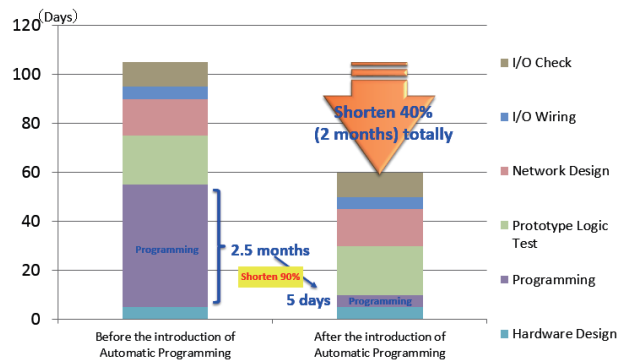 (Days)
120
100
80
60
40
20
0
Programming
2.5 months
Shorten 90%
5 days
Programming
Shorten 40%
(2 months) totally
Before the introduction of
Automatic Programming
After the introduction of
Automatic Programming
I/O Check
I/O Wiring
Network Design
Prototype Logic
Test
Programming
Hardware Design